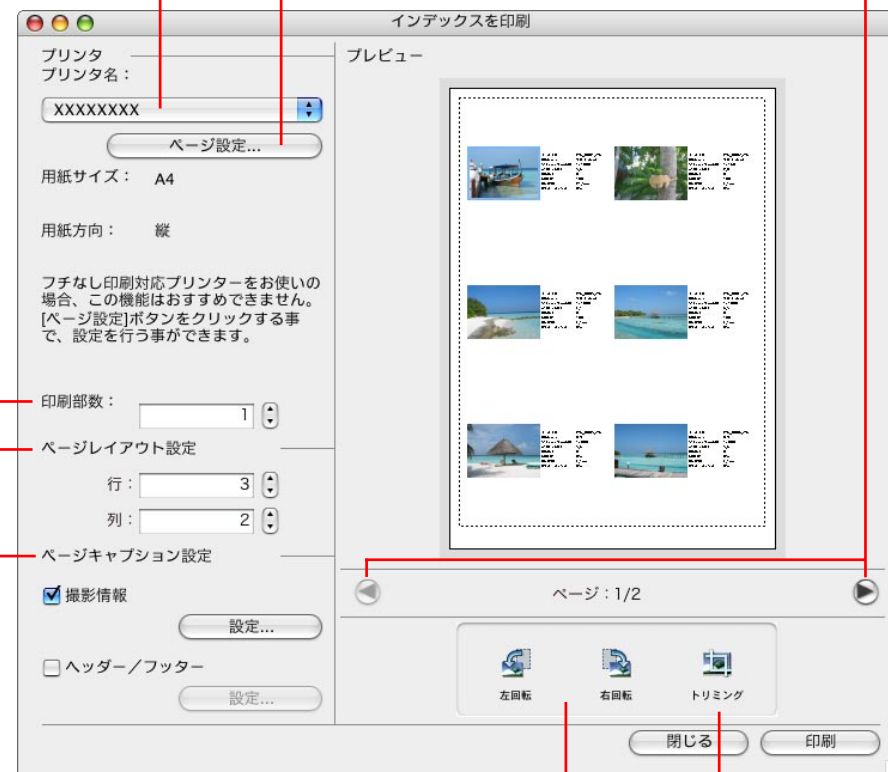 インデックスを印刷
プリンタ
プリンタ名：
XXXXXXXX
ページ設定...
用紙サイズ： A4
用紙方向： 縦
フチなし印刷対応プリンターをお使いの
場合、この機能はおすすめできません。
[ページ設定]ボタンをクリックする事
で、設定を行う事ができます。
印刷部数： 1
ページレイアウト設定
行： 3
列： 2
ページキャプション設定
撮影情報
設定...
ヘッダー／フッター
設定...
プレビュー
ページ：1/2
左回転 右回転 トリミング
閉じる 印刷